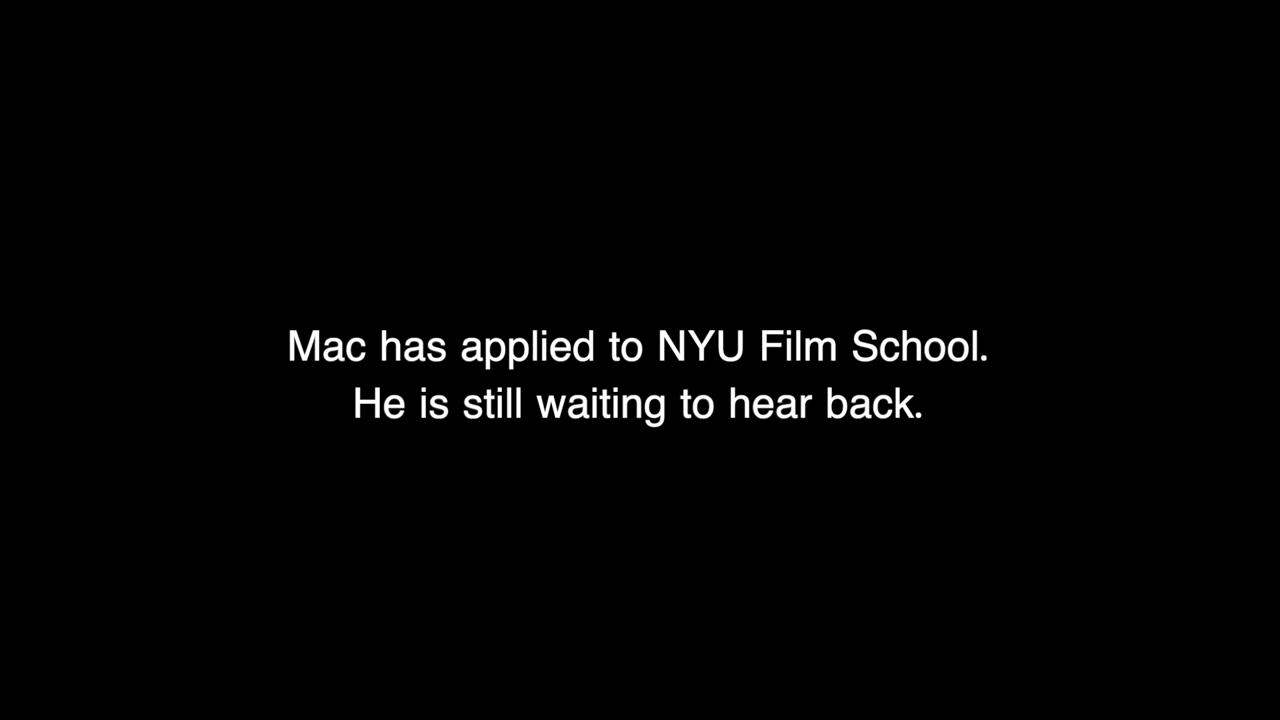 Mac has applied to NYU Film School.
He is still waiting to hear back.